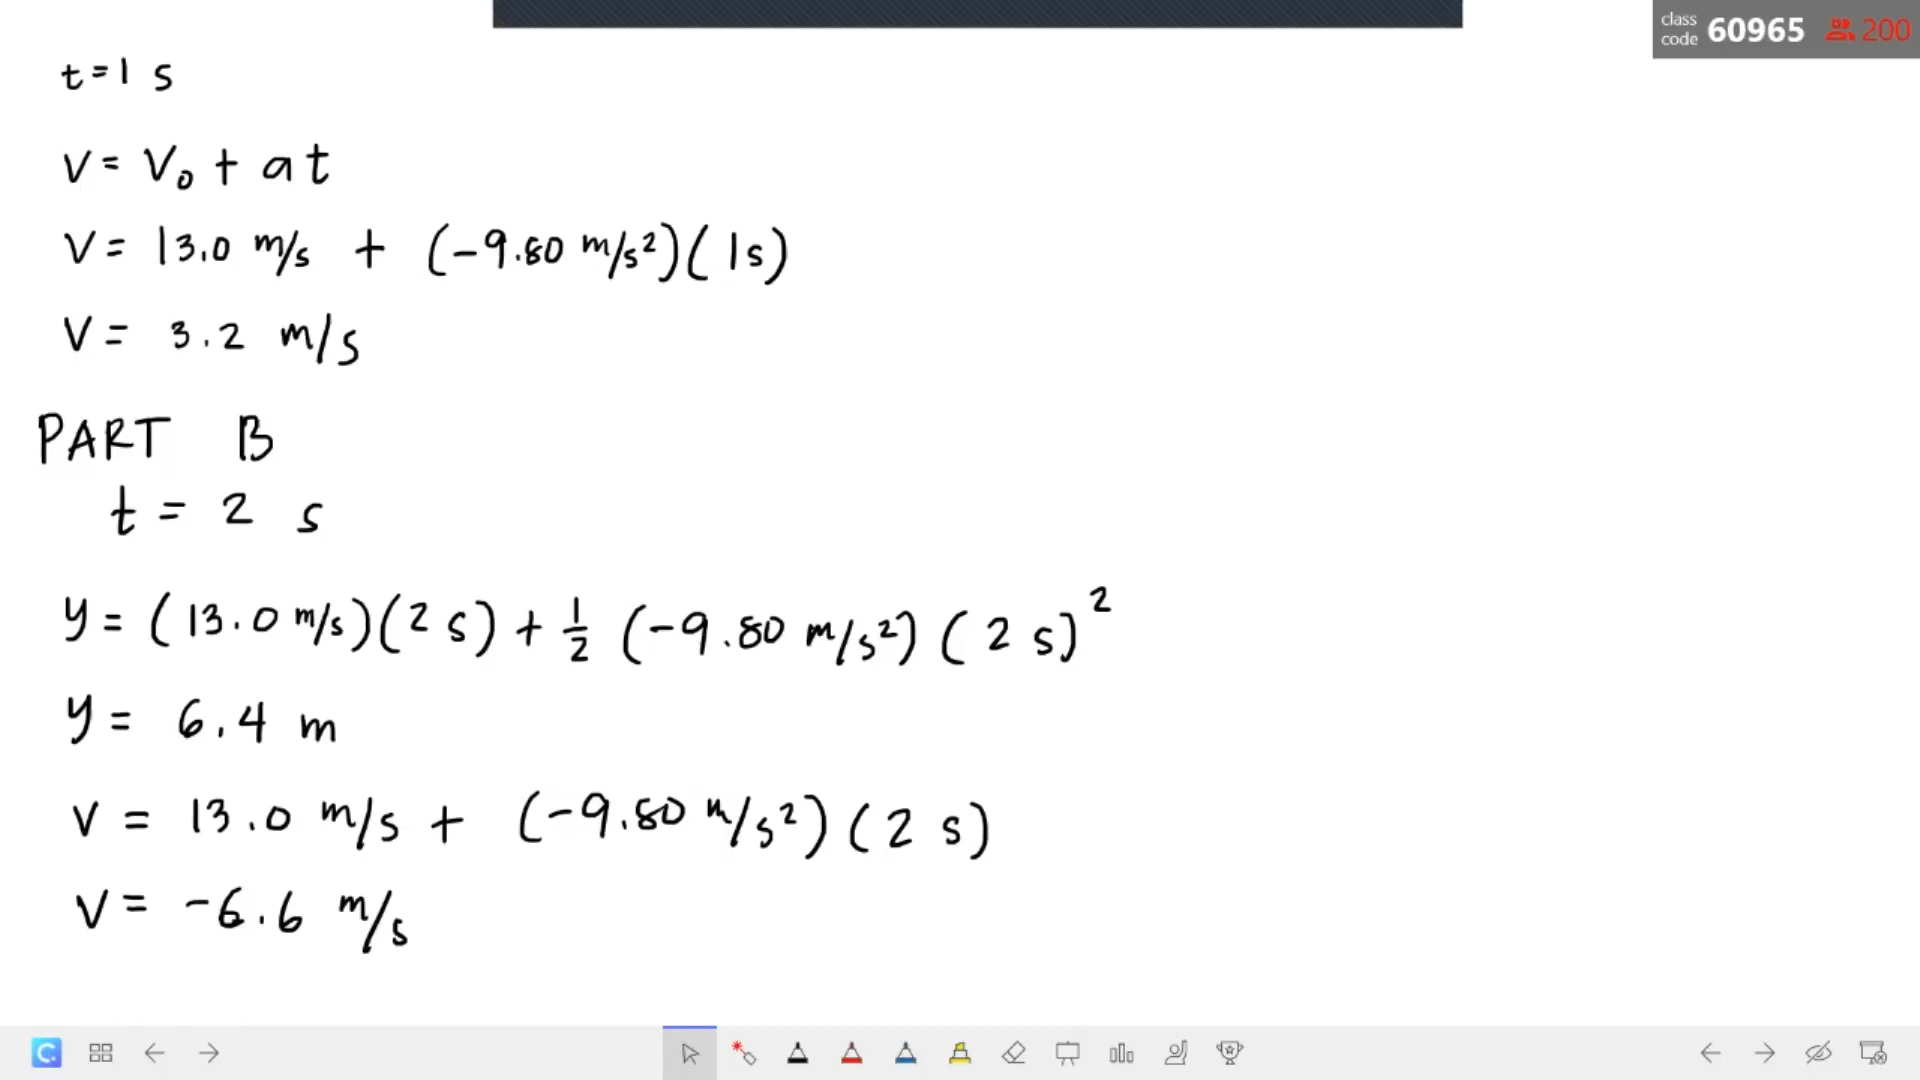 class code 60965 200
t=1 s
V = V₀ + at
V = 13.0 m/s + (-9.80 m/s²)(1s)
V = 3.2 m/s
PART B
t = 2 s
y = (13.0 m/s)(2 s) + 1/2 (-9.80 m/s²)(2 s)²
y = 6.4 m
V = 13.0 m/s + (-9.80 m/s²)(2 s)
V = -6.6 m/s